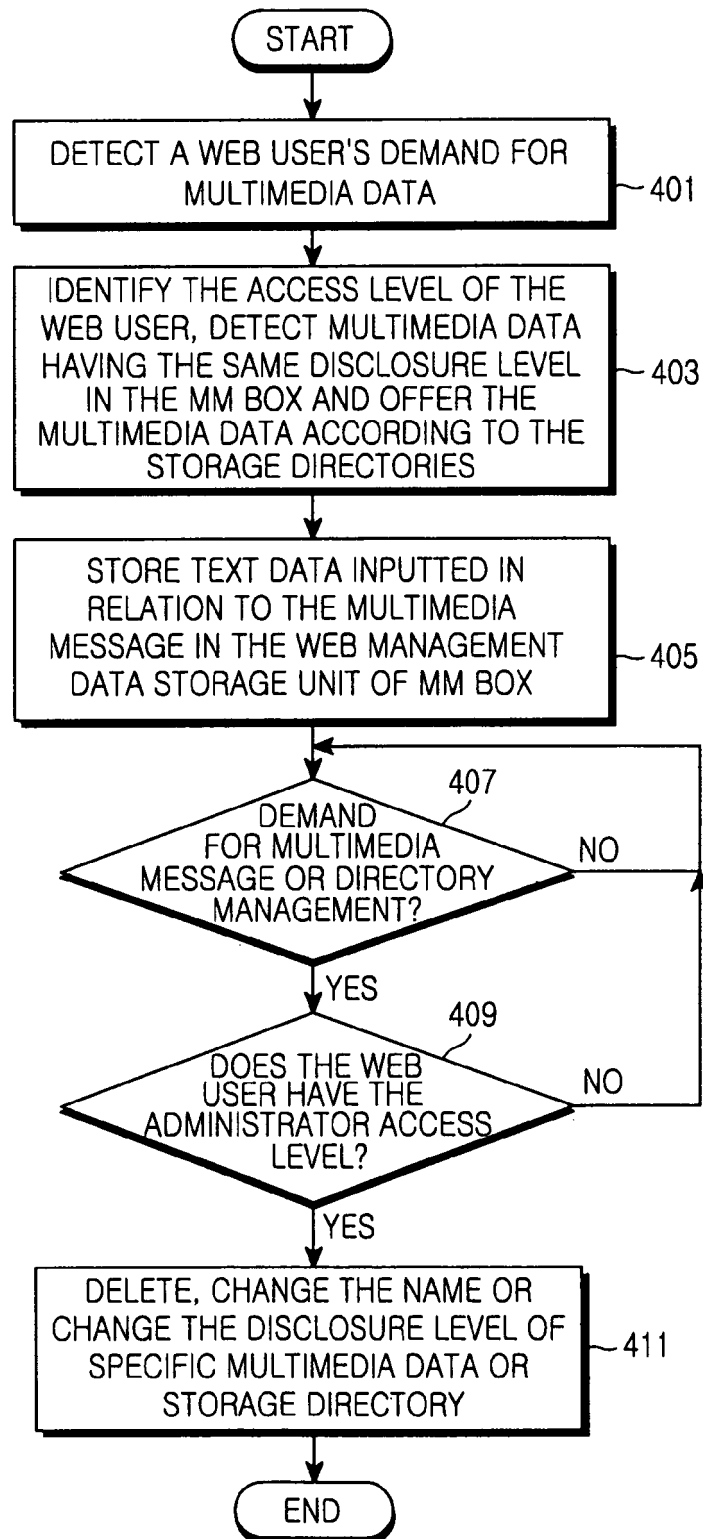 START
DETECT A WEB USER'S DEMAND FOR
MULTIMEDIA DATA
401
IDENTIFY THE ACCESS LEVEL OF THE
WEB USER, DETECT MULTIMEDIA DATA
HAVING THE SAME DISCLOSURE LEVEL
IN THE MM BOX AND OFFER THE
MULTIMEDIA DATA ACCORDING TO THE
STORAGE DIRECTORIES
403
STORE TEXT DATA INPUTTED IN
RELATION TO THE MULTIMEDIA
MESSAGE IN THE WEB MANAGEMENT
DATA STORAGE UNIT OF MM BOX
405
407
DEMAND
FOR MULTIMEDIA
MESSAGE OR DIRECTORY
MANAGEMENT?
NO
YES
409
DOES THE WEB
USER HAVE THE
ADMINISTRATOR ACCESS
LEVEL?
NO
YES
DELETE, CHANGE THE NAME OR
CHANGE THE DISCLOSURE LEVEL OF
SPECIFIC MULTIMEDIA DATA OR
STORAGE DIRECTORY
411
END